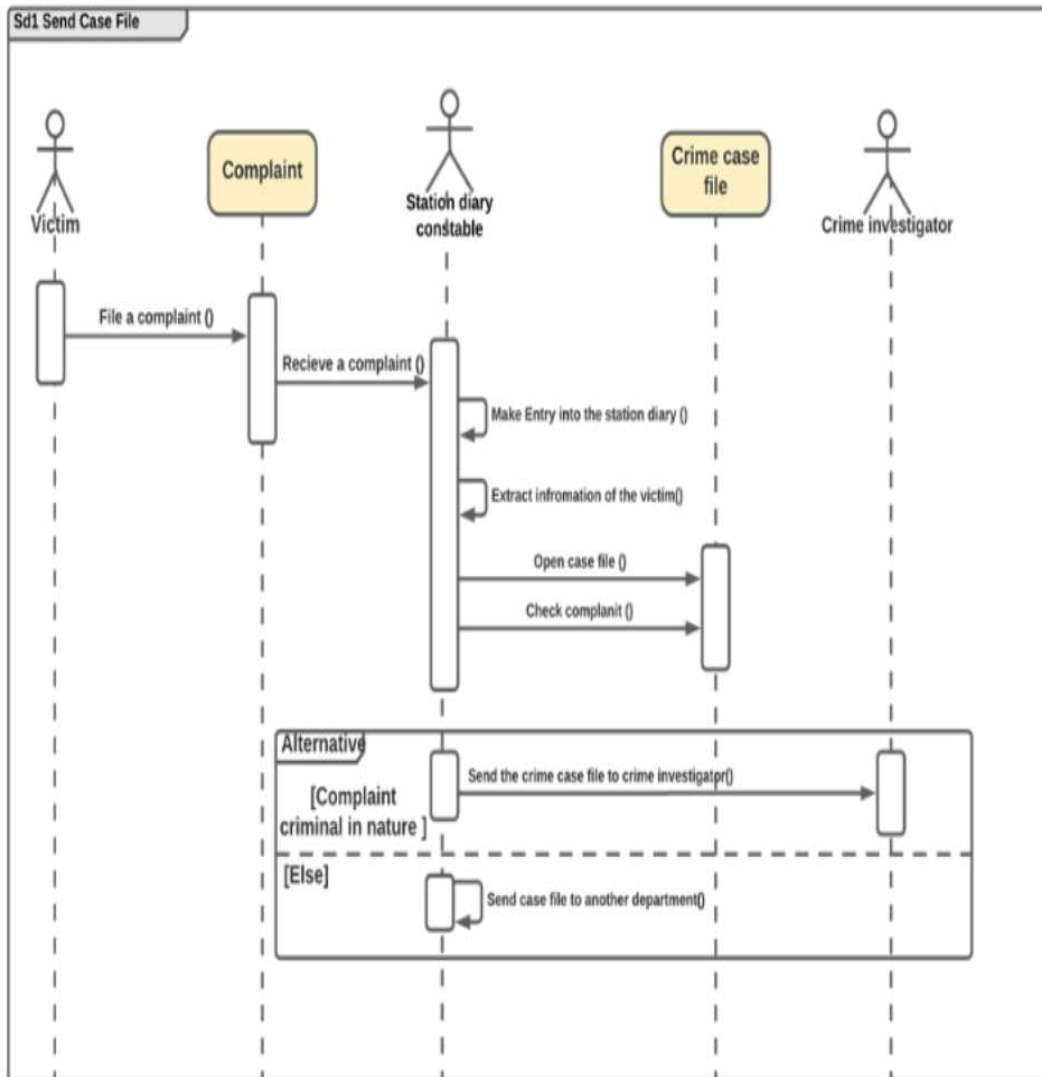 Sd1 Send Case File
Victim
Complaint
Station diary
constable
Crime case
file
Crime investigator
File a complaint ()
Recieve a complaint ()
Make Entry into the station diary ()
Extract infromation of the victim()
Open case file ()
Check complanit ()
Alternative
[Complaint
criminal in nature ]
Send the crime case file to crime investigator()
[Else]
Send case file to another department()